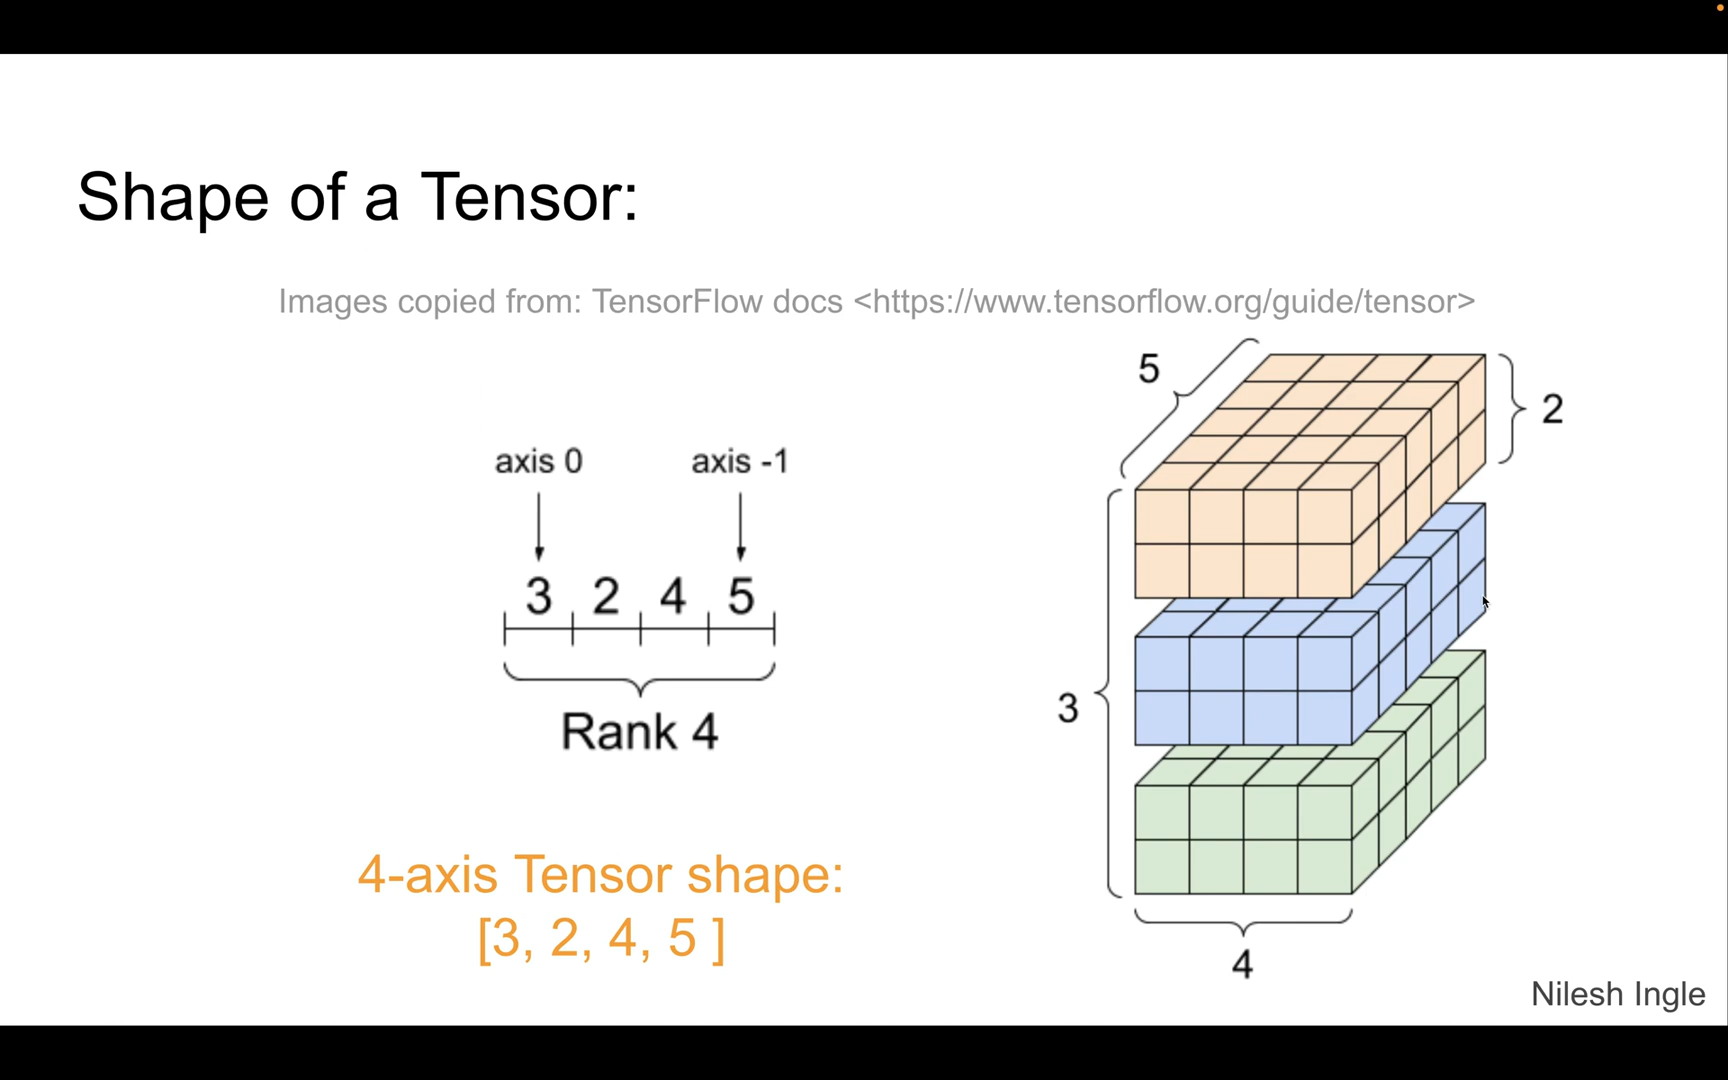 Shape of a Tensor:
Images copied from: TensorFlow docs <https://www.tensorflow.org/guide/tensor>
axis 0 axis -1
3 2 4 5
Rank 4
4-axis Tensor shape:
[3, 2, 4, 5 ]
5
2
3
4
Nilesh Ingle